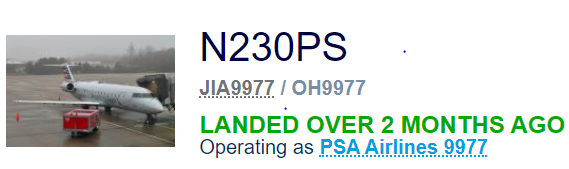 N230PS
JIA9977 / OH9977
LANDED OVER 2 MONTHS AGO
Operating as PSA Airlines 9977